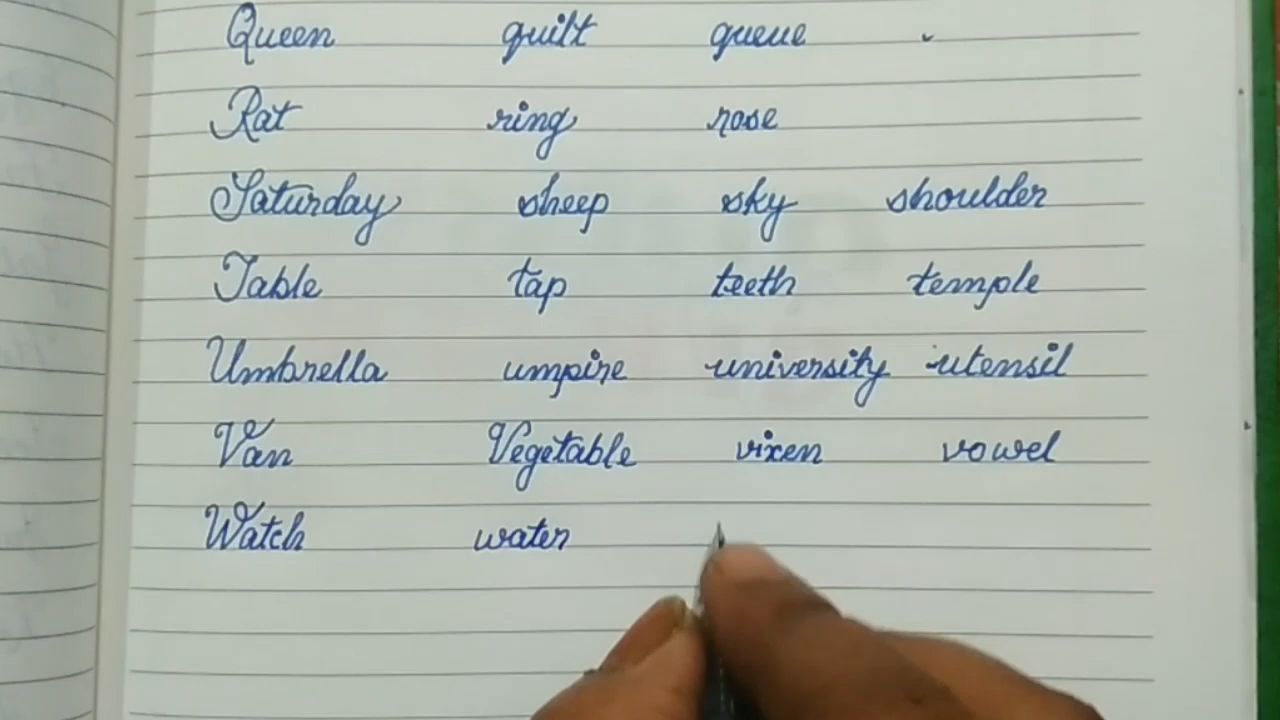 Queen quilt queue
Rat ring rose
Saturday sheep sky shoulder
Table tap teeth temple
Umbrella umpire university utensil
Van Vegetable vixen vowel
Watch water